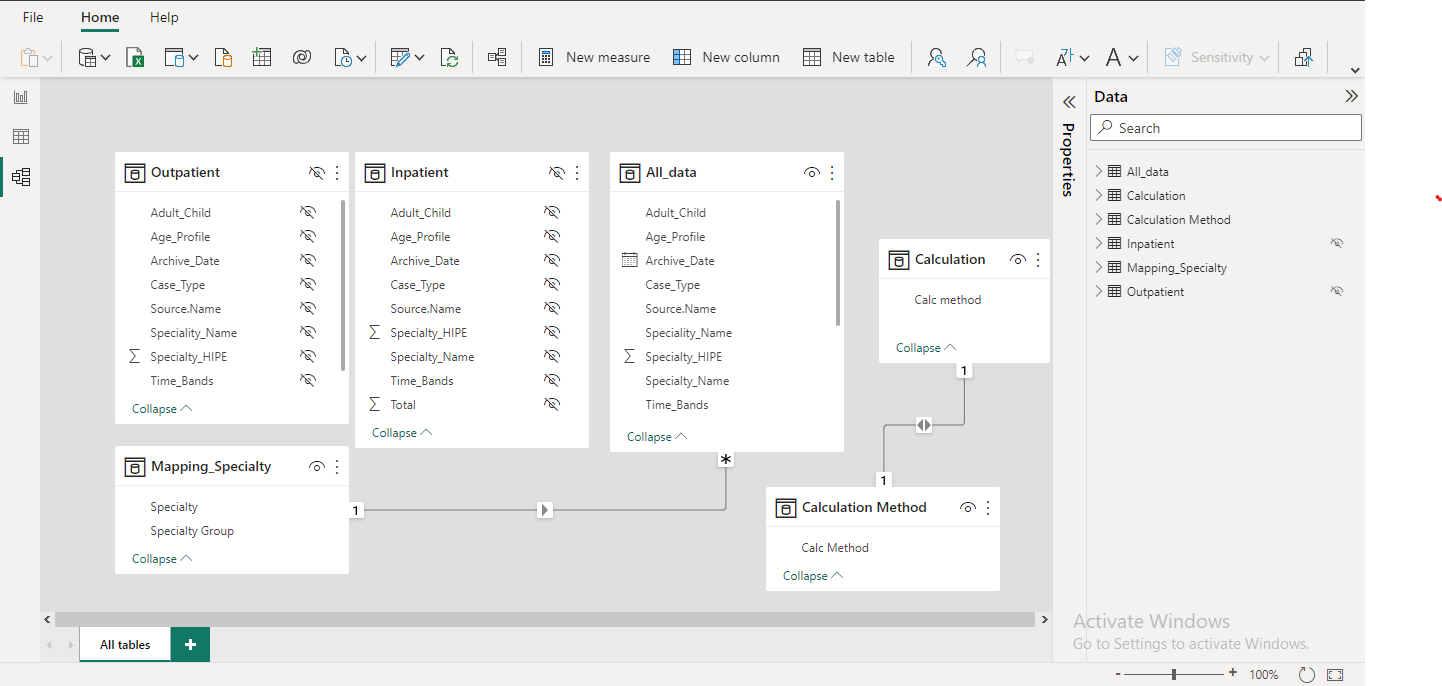 File Home Help
New measure New column New table Sensitivity
Data
Search
Properties
All_data
Calculation
Calculation Method
Inpatient
Mapping_Specialty
Outpatient
Outpatient
Adult_Child
Age_Profile
Archive_Date
Case_Type
Source.Name
Speciality_Name
Specialty_HIPE
Time_Bands
Collapse
Inpatient
Adult_Child
Age_Profile
Archive_Date
Case_Type
Source.Name
Specialty_HIPE
Specialty_Name
Time_Bands
Total
Collapse
All_data
Adult_Child
Age_Profile
Archive_Date
Case_Type
Source.Name
Speciality_Name
Specialty_HIPE
Specialty_Name
Time_Bands
Collapse
Calculation
Calc method
Collapse
1
1
Mapping_Specialty
Specialty
Specialty Group
Collapse
1
*
Calculation Method
Calc Method
Collapse
All tables +
Activate Windows
Go to Settings to activate Windows.
- + 100%